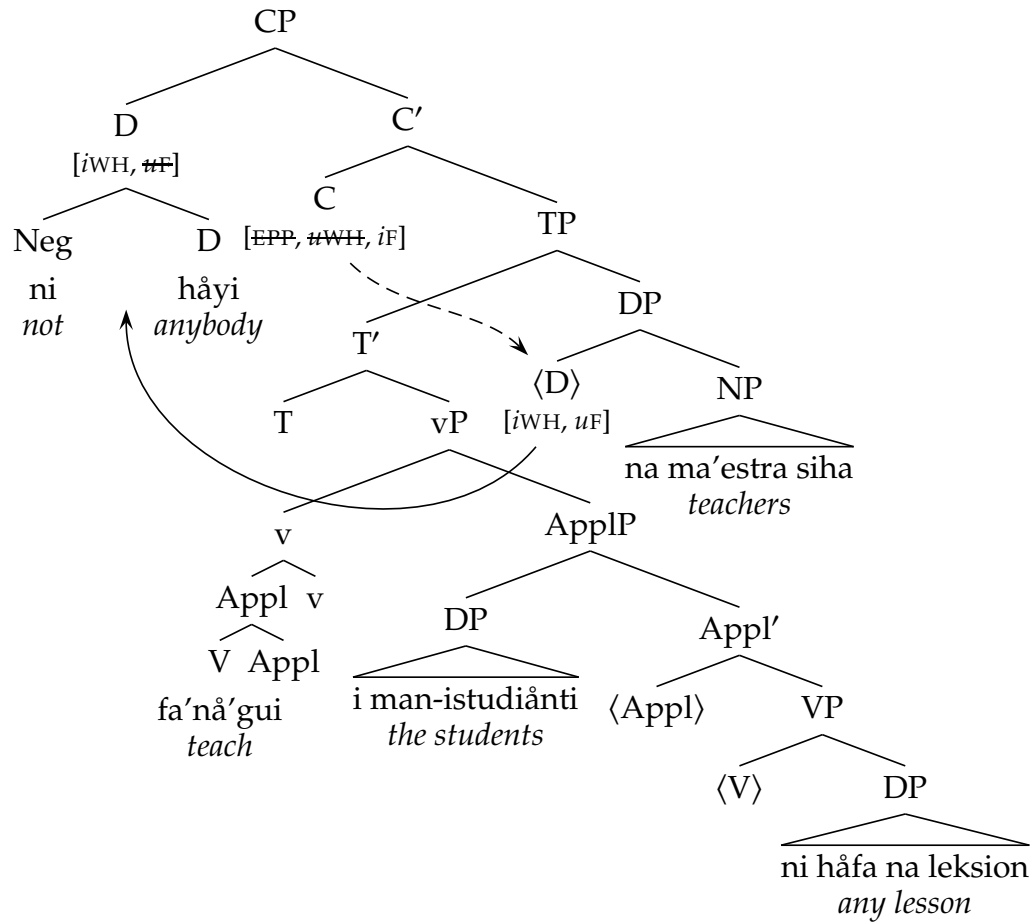 CP
D C′
[iWH, uF]
C
Neg D [EPP, uWH, iF] TP
ni håyi
not anybody
DP
T′
⟨D⟩ NP
T vP [iWH, uF]
na ma'estra siha
teachers
v ApplP
Appl v
DP Appl′
V Appl
fa'nå'gui i man-istudiånti ⟨Appl⟩ VP
teach the students
⟨V⟩ DP
ni håfa na leksion
any lesson